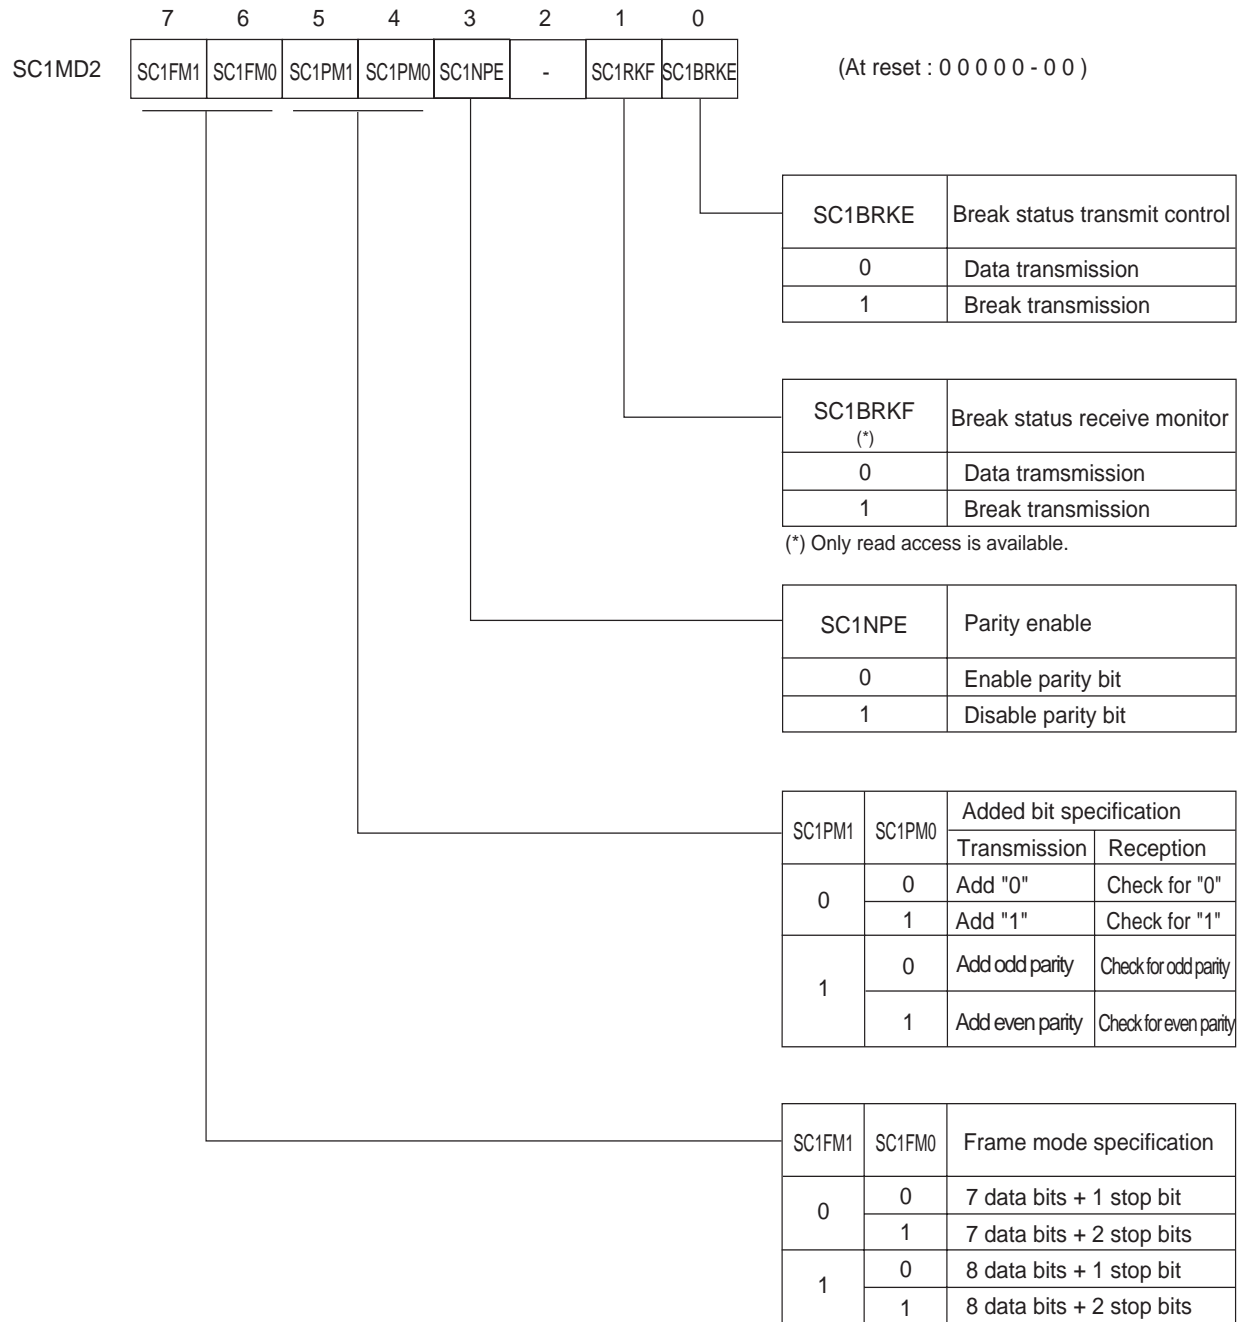 7 6 5 4 3 2 1 0
SC1MD2 SC1FM1 SC1FM0 SC1PM1 SC1PM0 SC1NPE - SC1RKF SC1BRKE (At reset : 0 0 0 0 0 - 0 0 )
SC1BRKE Break status transmit control
0 Data transmission
1 Break transmission
SC1BRKF Break status receive monitor
(*)
0 Data tramsmission
1 Break transmission
(*) Only read access is available.
SC1NPE Parity enable
0 Enable parity bit
1 Disable parity bit
SC1PM1 SC1PM0 Added bit specification
Transmission Reception
0 0 Add "0" Check for "0"
1 Add "1" Check for "1"
1 0 Add odd parity Check for odd parity
1 Add even parity Check for even parity
SC1FM1 SC1FM0 Frame mode specification
0 0 7 data bits + 1 stop bit
1 7 data bits + 2 stop bits
1 0 8 data bits + 1 stop bit
1 8 data bits + 2 stop bits